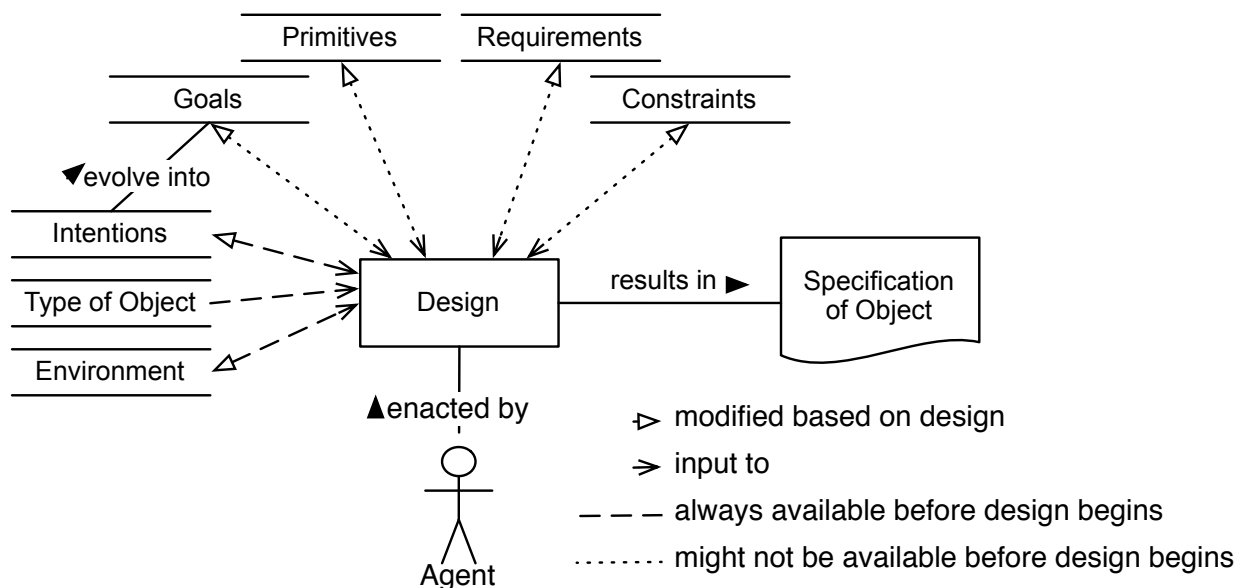 Primitives
Requirements
Goals
Constraints
evolve into
Intentions
Type of Object
Environment
Design
results in
Specification
of Object
enacted by
Agent
modified based on design
input to
always available before design begins
might not be available before design begins